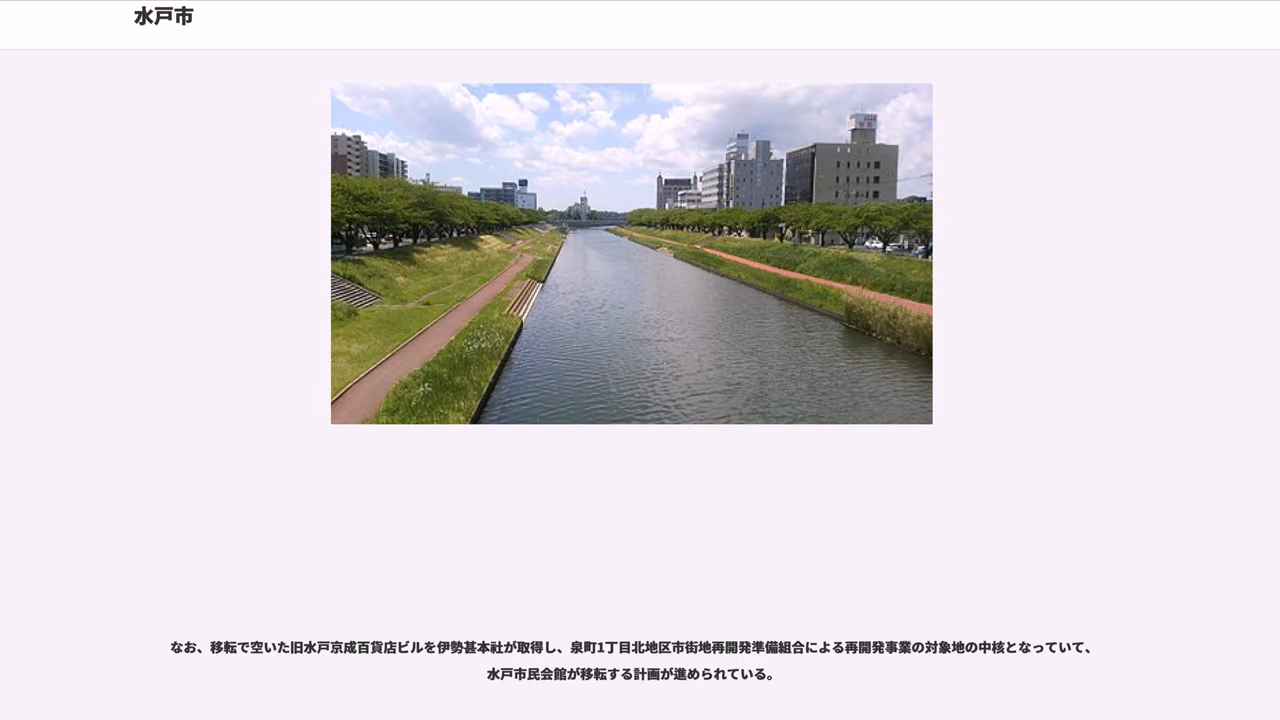 水戸市
なお、移転で空いた旧水戸京成百貨店ビルを伊勢甚本社が取得し、泉町1丁目北地区市街地再開発準備組合による再開発事業の対象地の中核となっていて、
水戸市民会館が移転する計画が進められている。